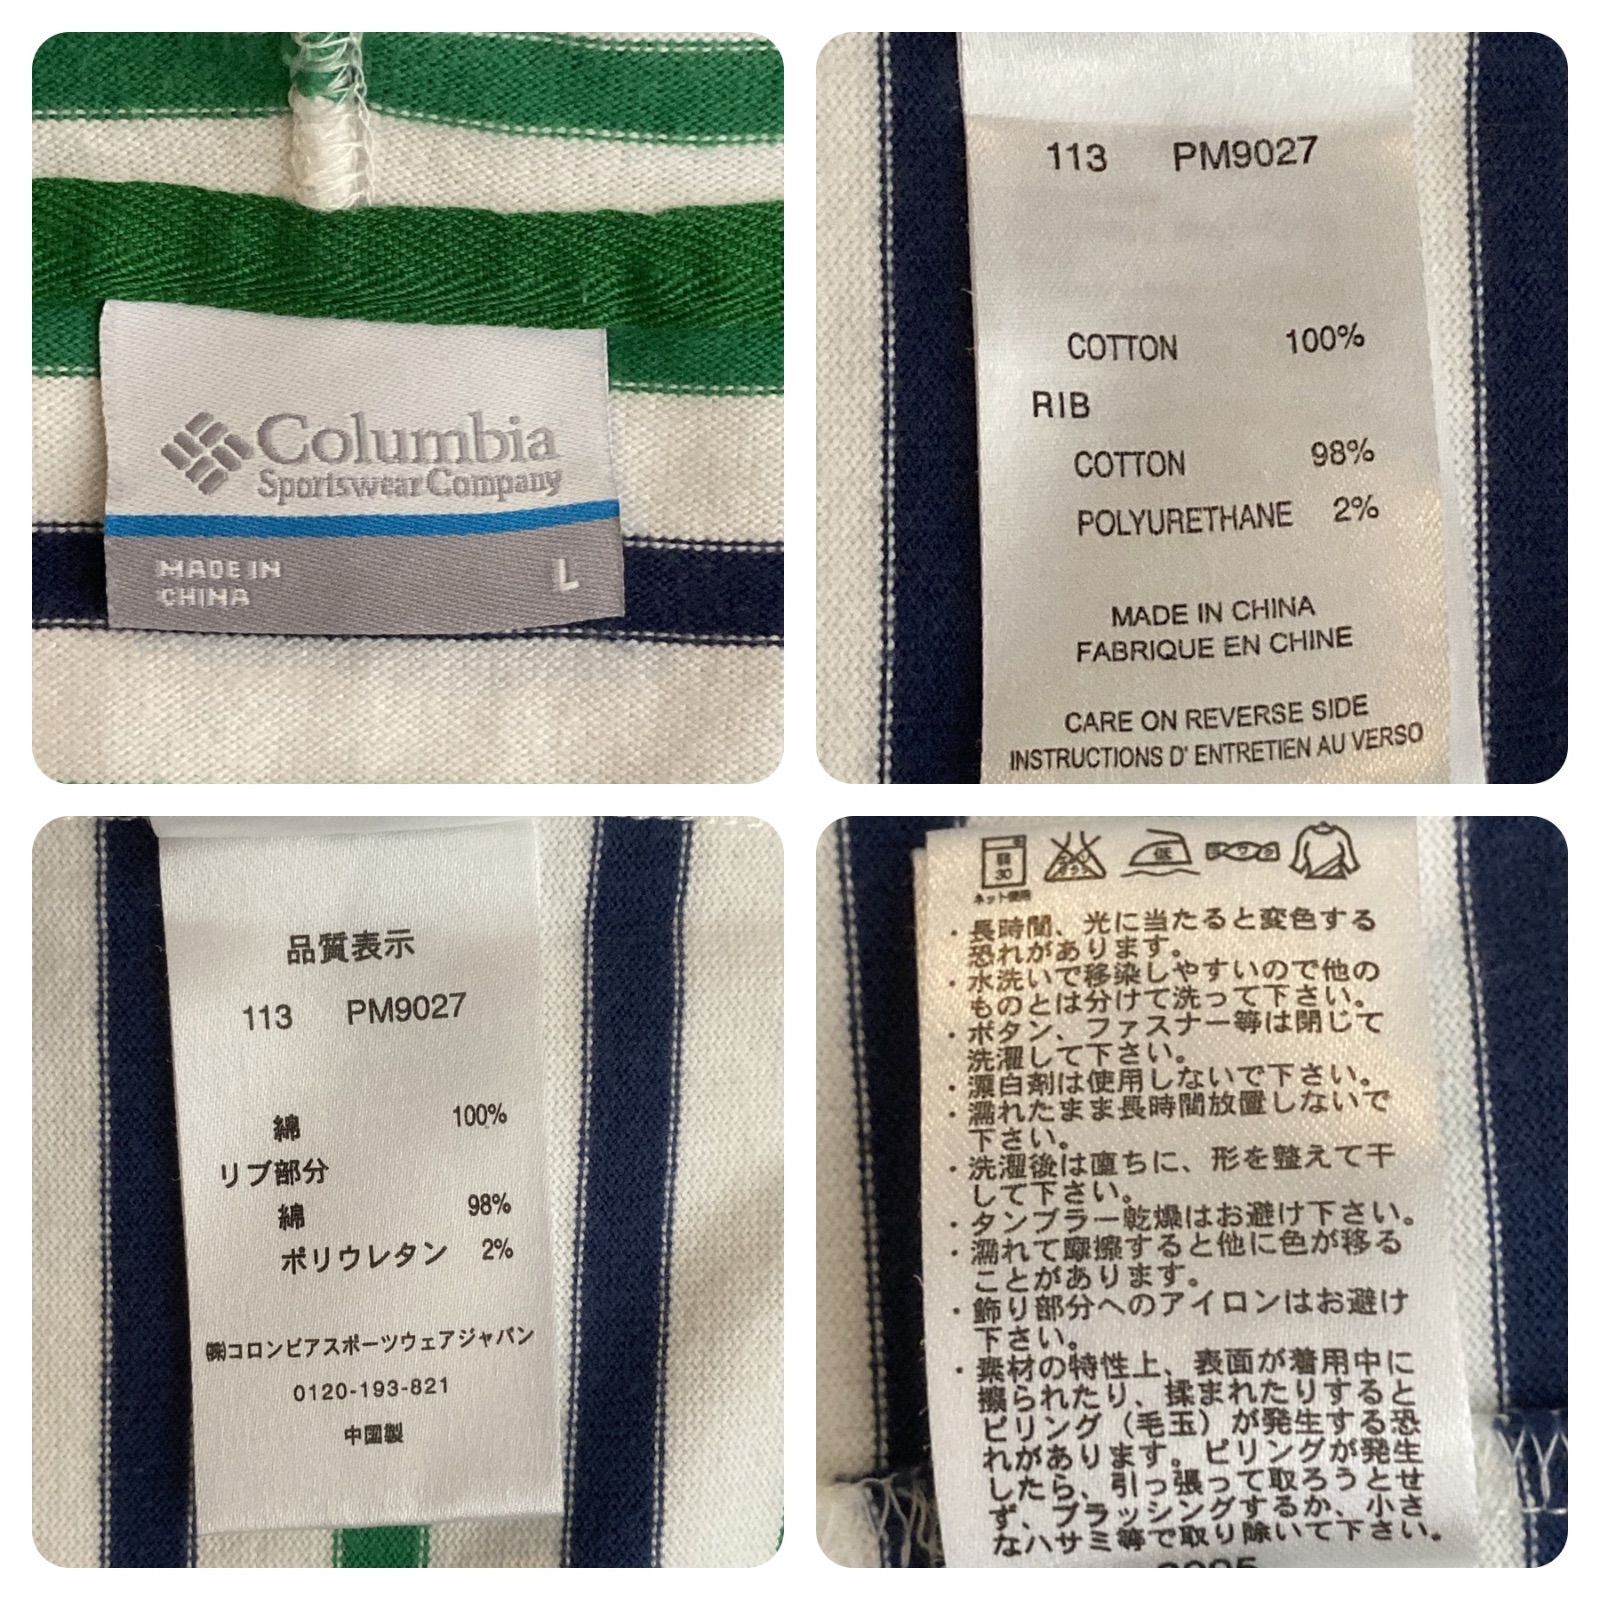 Columbia
Sportswear Company
MADE IN
CHINA
L
113 PM9027
COTTON 100%
RIB
COTTON 98%
POLYURETHANE 2%
MADE IN CHINA
FABRIQUE EN CHINE
CARE ON REVERSE SIDE
INSTRUCTIONS D' ENTRETIEN AU VERSO
品質表示
113 PM9027
綿 100%
リブ部分
綿 98%
ポリウレタン 2%
㈱コロンビアスポーツウェアジャパン
0120-193-821
中国製
30
ネット使用
低
・長時間、光に当たると変色する
恐れがあります。
・水洗いで移染しやすいので他の
ものとは分けて洗って下さい。
・ボタン、ファスナー等は閉じて
洗濯して下さい。
・漂白剤は使用しないで下さい。
・濡れたまま長時間放置しないで
下さい。
・洗濯後は直ちに、形を整えて干
して下さい。
・タンブラー乾燥はお避け下さい。
・濡れて摩擦すると他に色が移る
ことがあります。
・飾り部分へのアイロンはお避け
下さい。
・素材の特性上、表面が着用中に
擦られたり、揉まれたりすると
ピリング（毛玉）が発生する恐
れがあります。ピリングが発生
したら、引っ張って取ろうとせ
ず、ブラッシングするか、小さ
なハサミ等で取り除いて下さい。